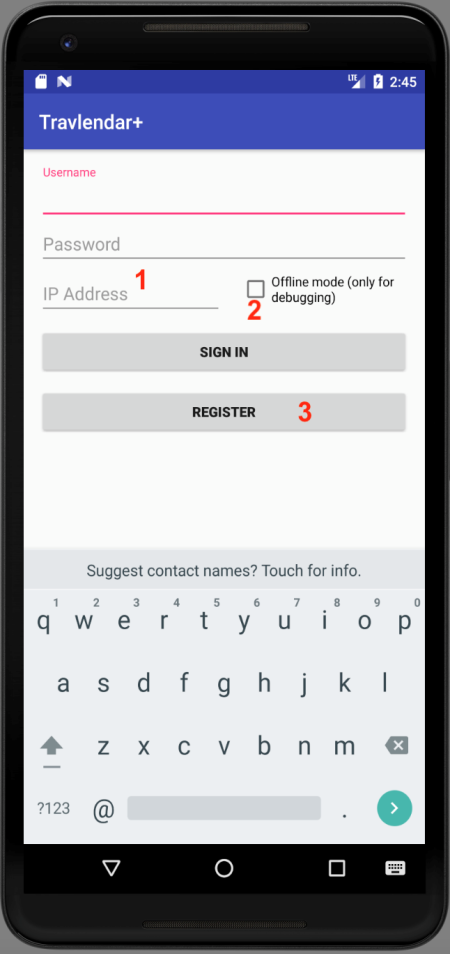 LTE 2:45
Travlendar+
Username
Password
IP Address 1
Offline mode (only for
debugging)
2
SIGN IN
REGISTER 3
Suggest contact names? Touch for info.
1 2 3 4 5 6 7 8 9 0
q w e r t y u i o p
a s d f g h j k l
z x c v b n m
?123 @ .